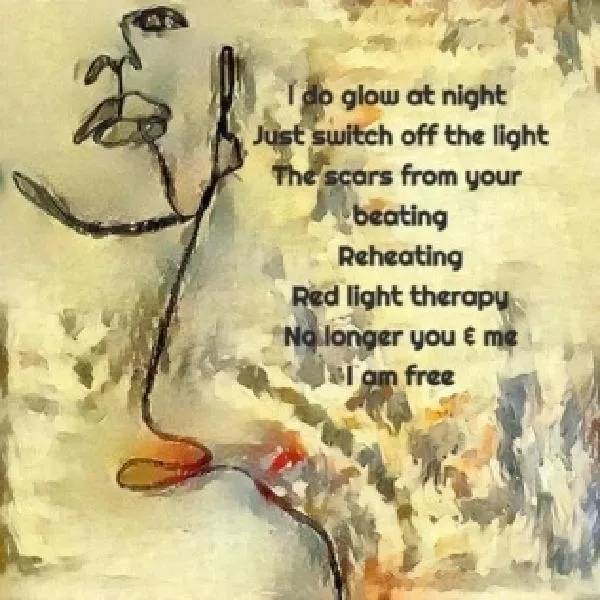 I do glow at night
Just switch off the light
The scars from your
beating
Reheating
Red light therapy
No longer you & me
I am free